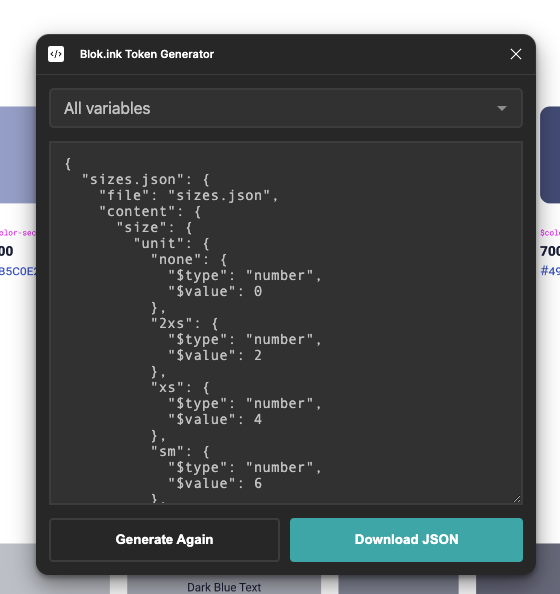 </> Blok.ink Token Generator
All variables
{
"sizes.json": {
"file": "sizes.json",
"content": {
"size": {
"unit": {
"none": {
"$type": "number",
"$value": 0
},
"2xs": {
"$type": "number",
"$value": 2
},
"xs": {
"$type": "number",
"$value": 4
},
"sm": {
"$type": "number",
"$value": 6
},
Generate Again
Download JSON
olor-sec
00
B5C0E2
$colo
700
#49
Dark Blue Text